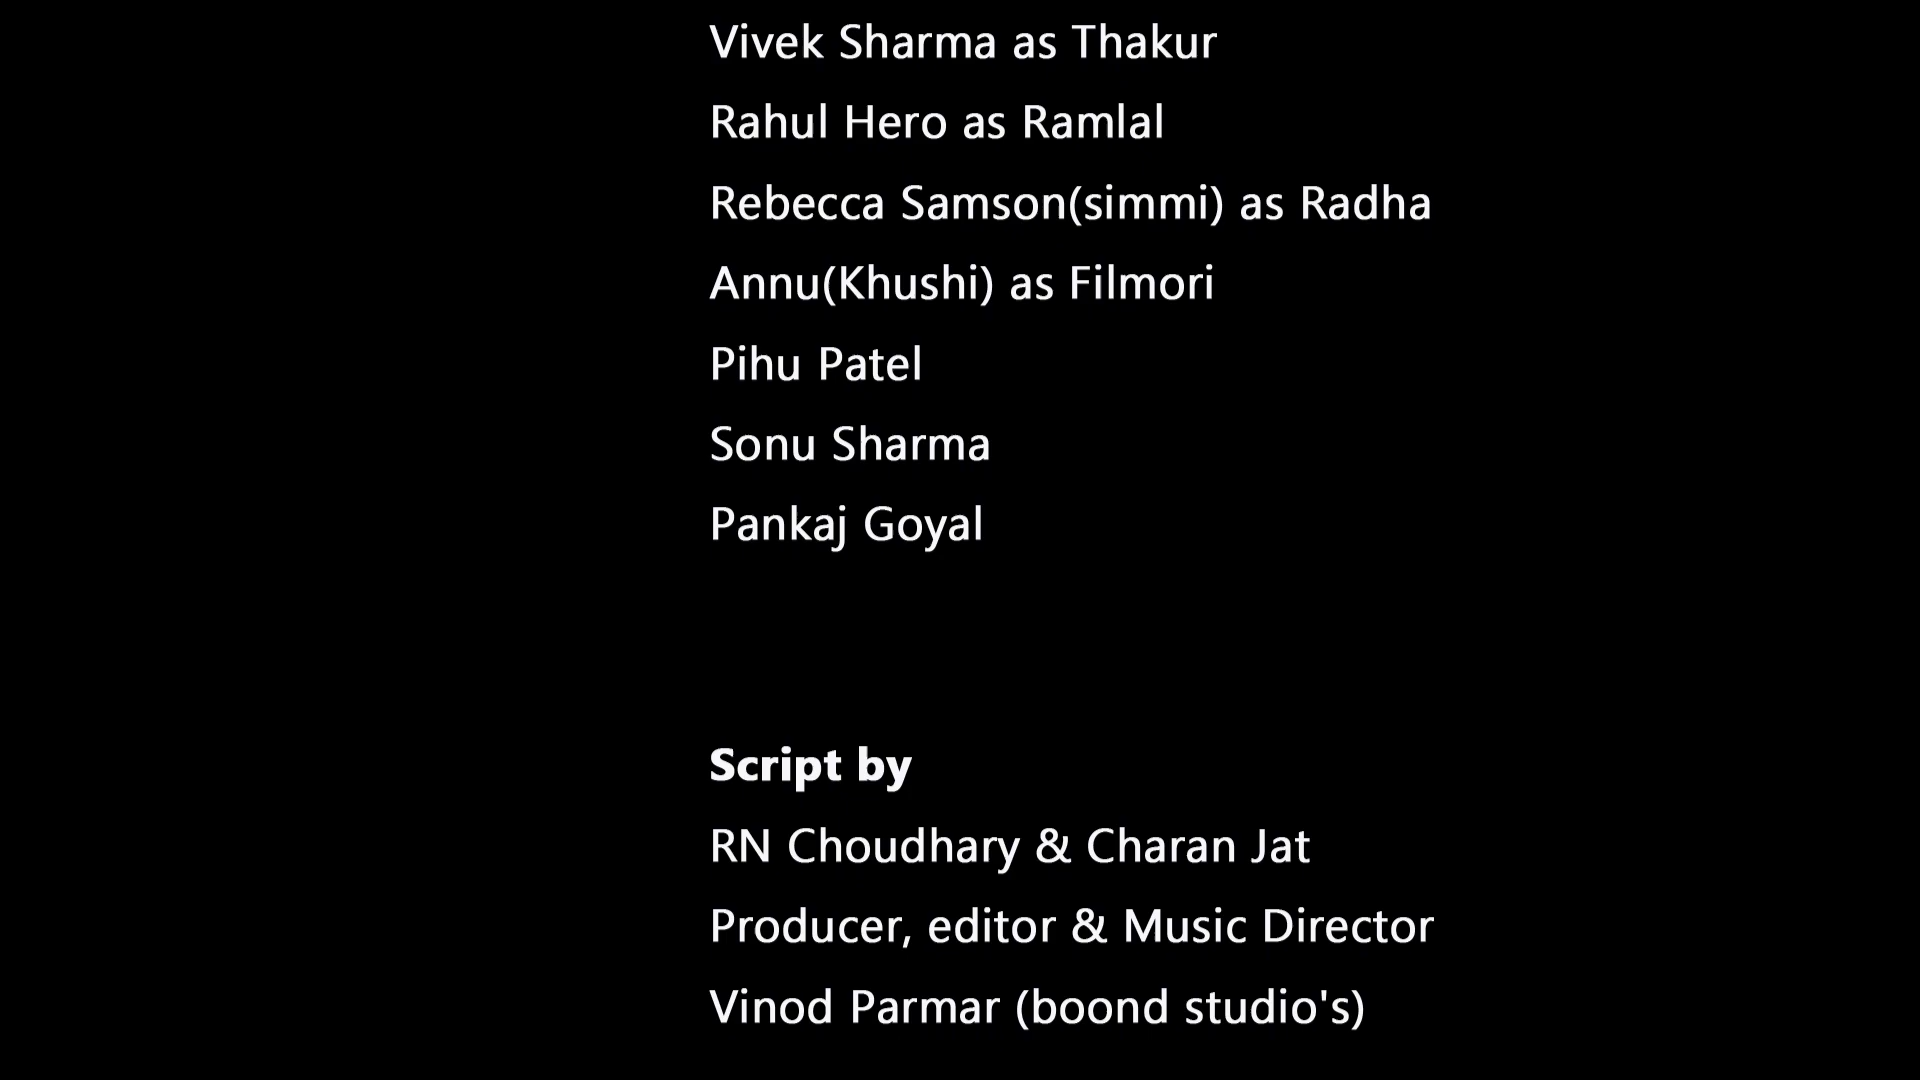 Vivek Sharma as Thakur
Rahul Hero as Ramlal
Rebecca Samson(simmi) as Radha
Annu(Khushi) as Filmori
Pihu Patel
Sonu Sharma
Pankaj Goyal
Script by
RN Choudhary & Charan Jat
Producer, editor & Music Director
Vinod Parmar (boond studio's)